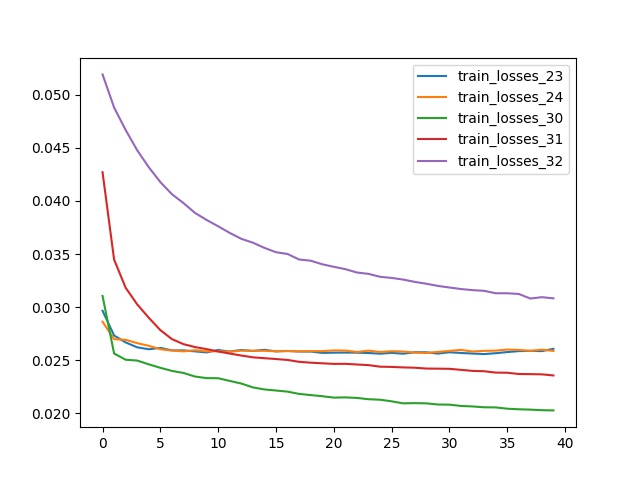 train_losses_23
train_losses_24
train_losses_30
train_losses_31
train_losses_32
0.050
0.045
0.040
0.035
0.030
0.025
0.020
0 5 10 15 20 25 30 35 40